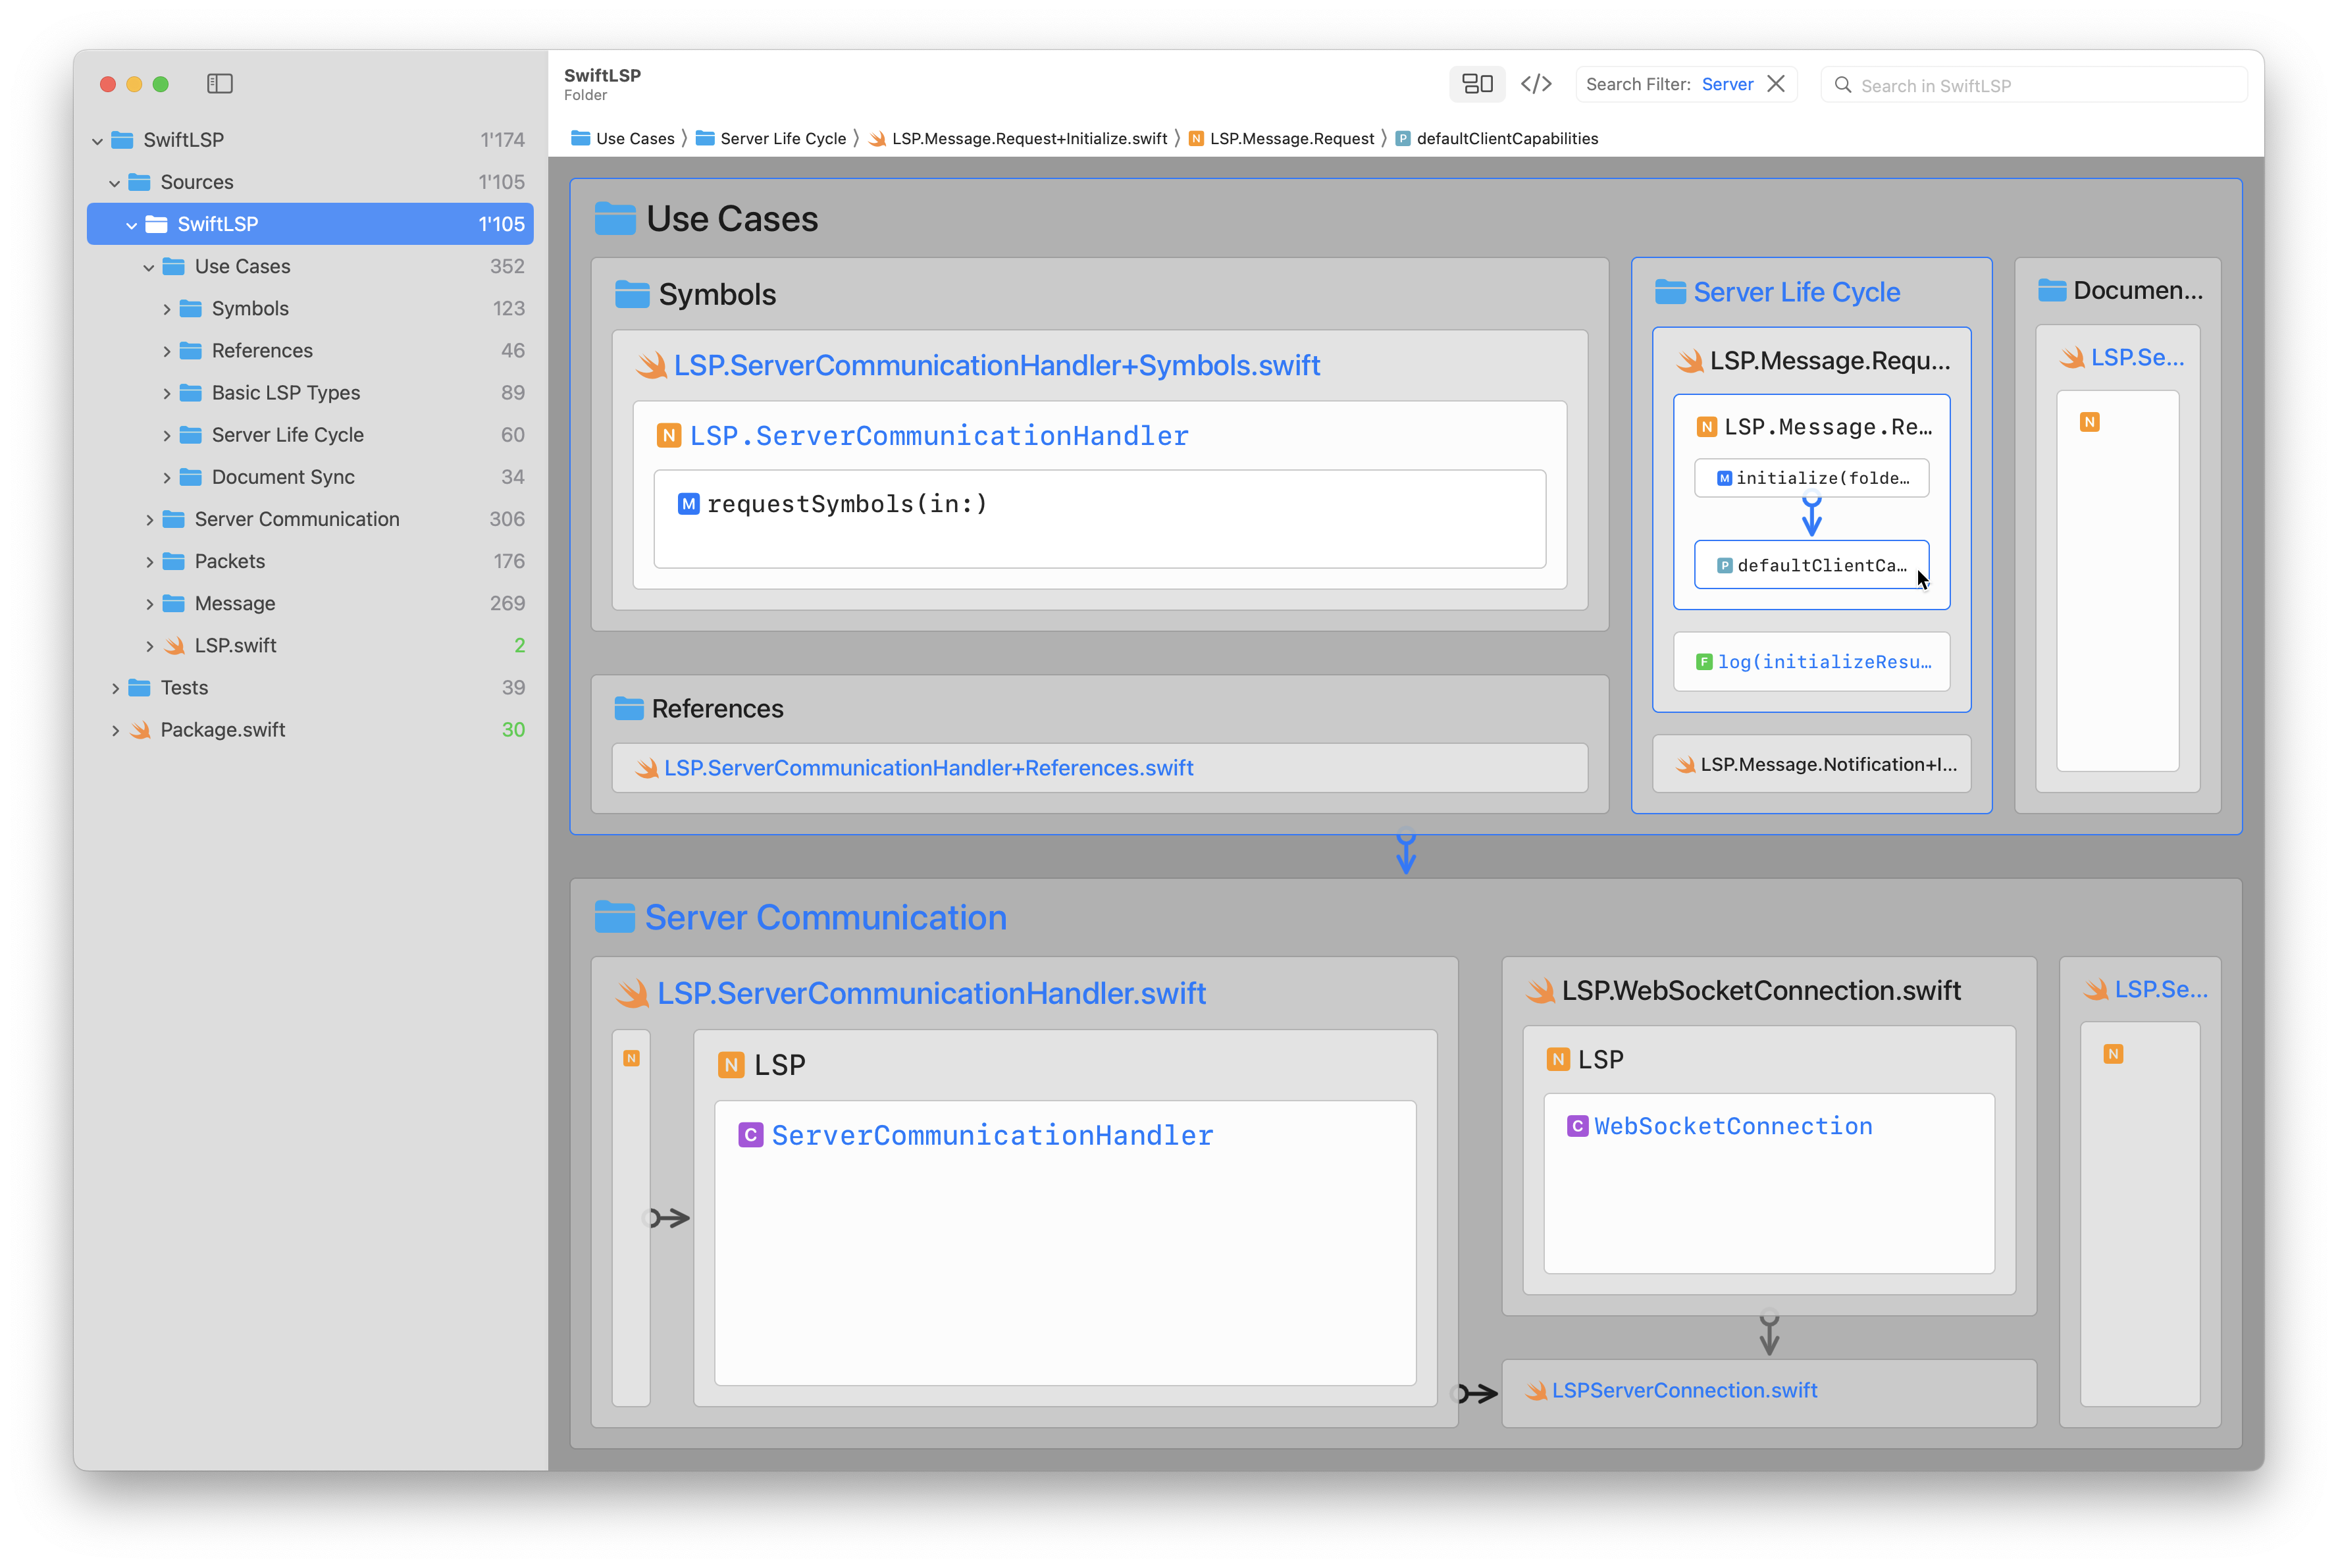 SwiftLSP 1'174
Sources 1'105
SwiftLSP 1'105
Use Cases 352
Symbols 123
References 46
Basic LSP Types 89
Server Life Cycle 60
Document Sync 34
Server Communication 306
Packets 176
Message 269
LSP.swift 2
Tests 39
Package.swift 30
SwiftLSP
Folder
Search Filter: Server
Search in SwiftLSP
Use Cases 〉 Server Life Cycle 〉 LSP.Message.Request+Initialize.swift 〉 N LSP.Message.Request 〉 P defaultClientCapabilities
Use Cases
Symbols
LSP.ServerCommunicationHandler+Symbols.swift
N LSP.ServerCommunicationHandler
M requestSymbols(in:)
References
LSP.ServerCommunicationHandler+References.swift
Server Life Cycle
LSP.Message.Requ...
N LSP.Message.Re...
M initialize(folde...
P defaultClientCa...
F log(initializeResu...
LSP.Message.Notification+I...
Documen...
LSP.Se...
N
Server Communication
LSP.ServerCommunicationHandler.swift
N
N LSP
C ServerCommunicationHandler
LSP.WebSocketConnection.swift
N LSP
C WebSocketConnection
LSPServerConnection.swift
LSP.Se...
N